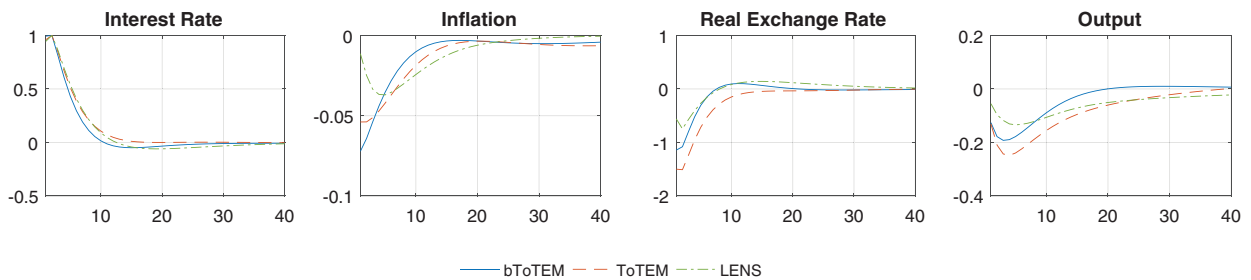 Interest Rate
1
0.5
0
-0.5
10 20 30 40
Inflation
0
-0.05
-0.1
10 20 30 40
Real Exchange Rate
1
0
-1
-2
10 20 30 40
Output
0.2
0
-0.2
-0.4
10 20 30 40
bToTEM ToTEM LENS